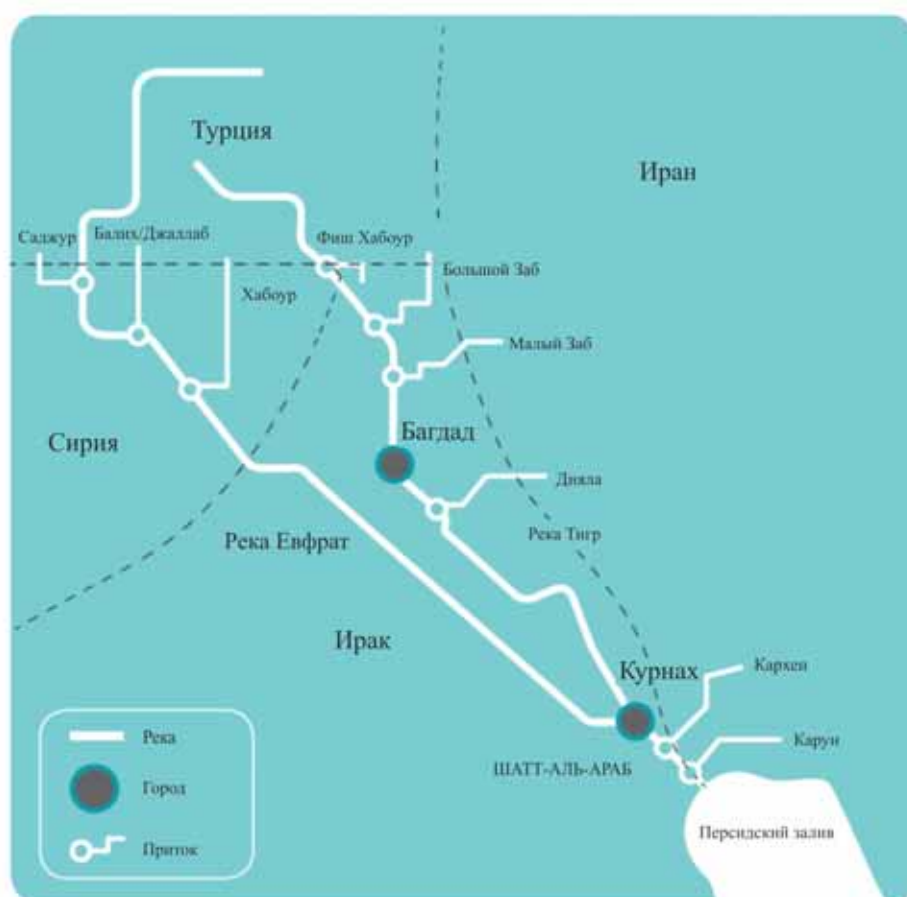 Турция
Иран
Саджур
Балих/Джаллаб
Фиш Хабоур
Большой Заб
Хабоур
Малый Заб
Сирия
Багдад
Дияла
Река Евфрат
Река Тигр
Ирак
Курнах
Кархен
Карун
ШАТТ-АЛЬ-АРАБ
Персидский залив
Река
Город
Приток